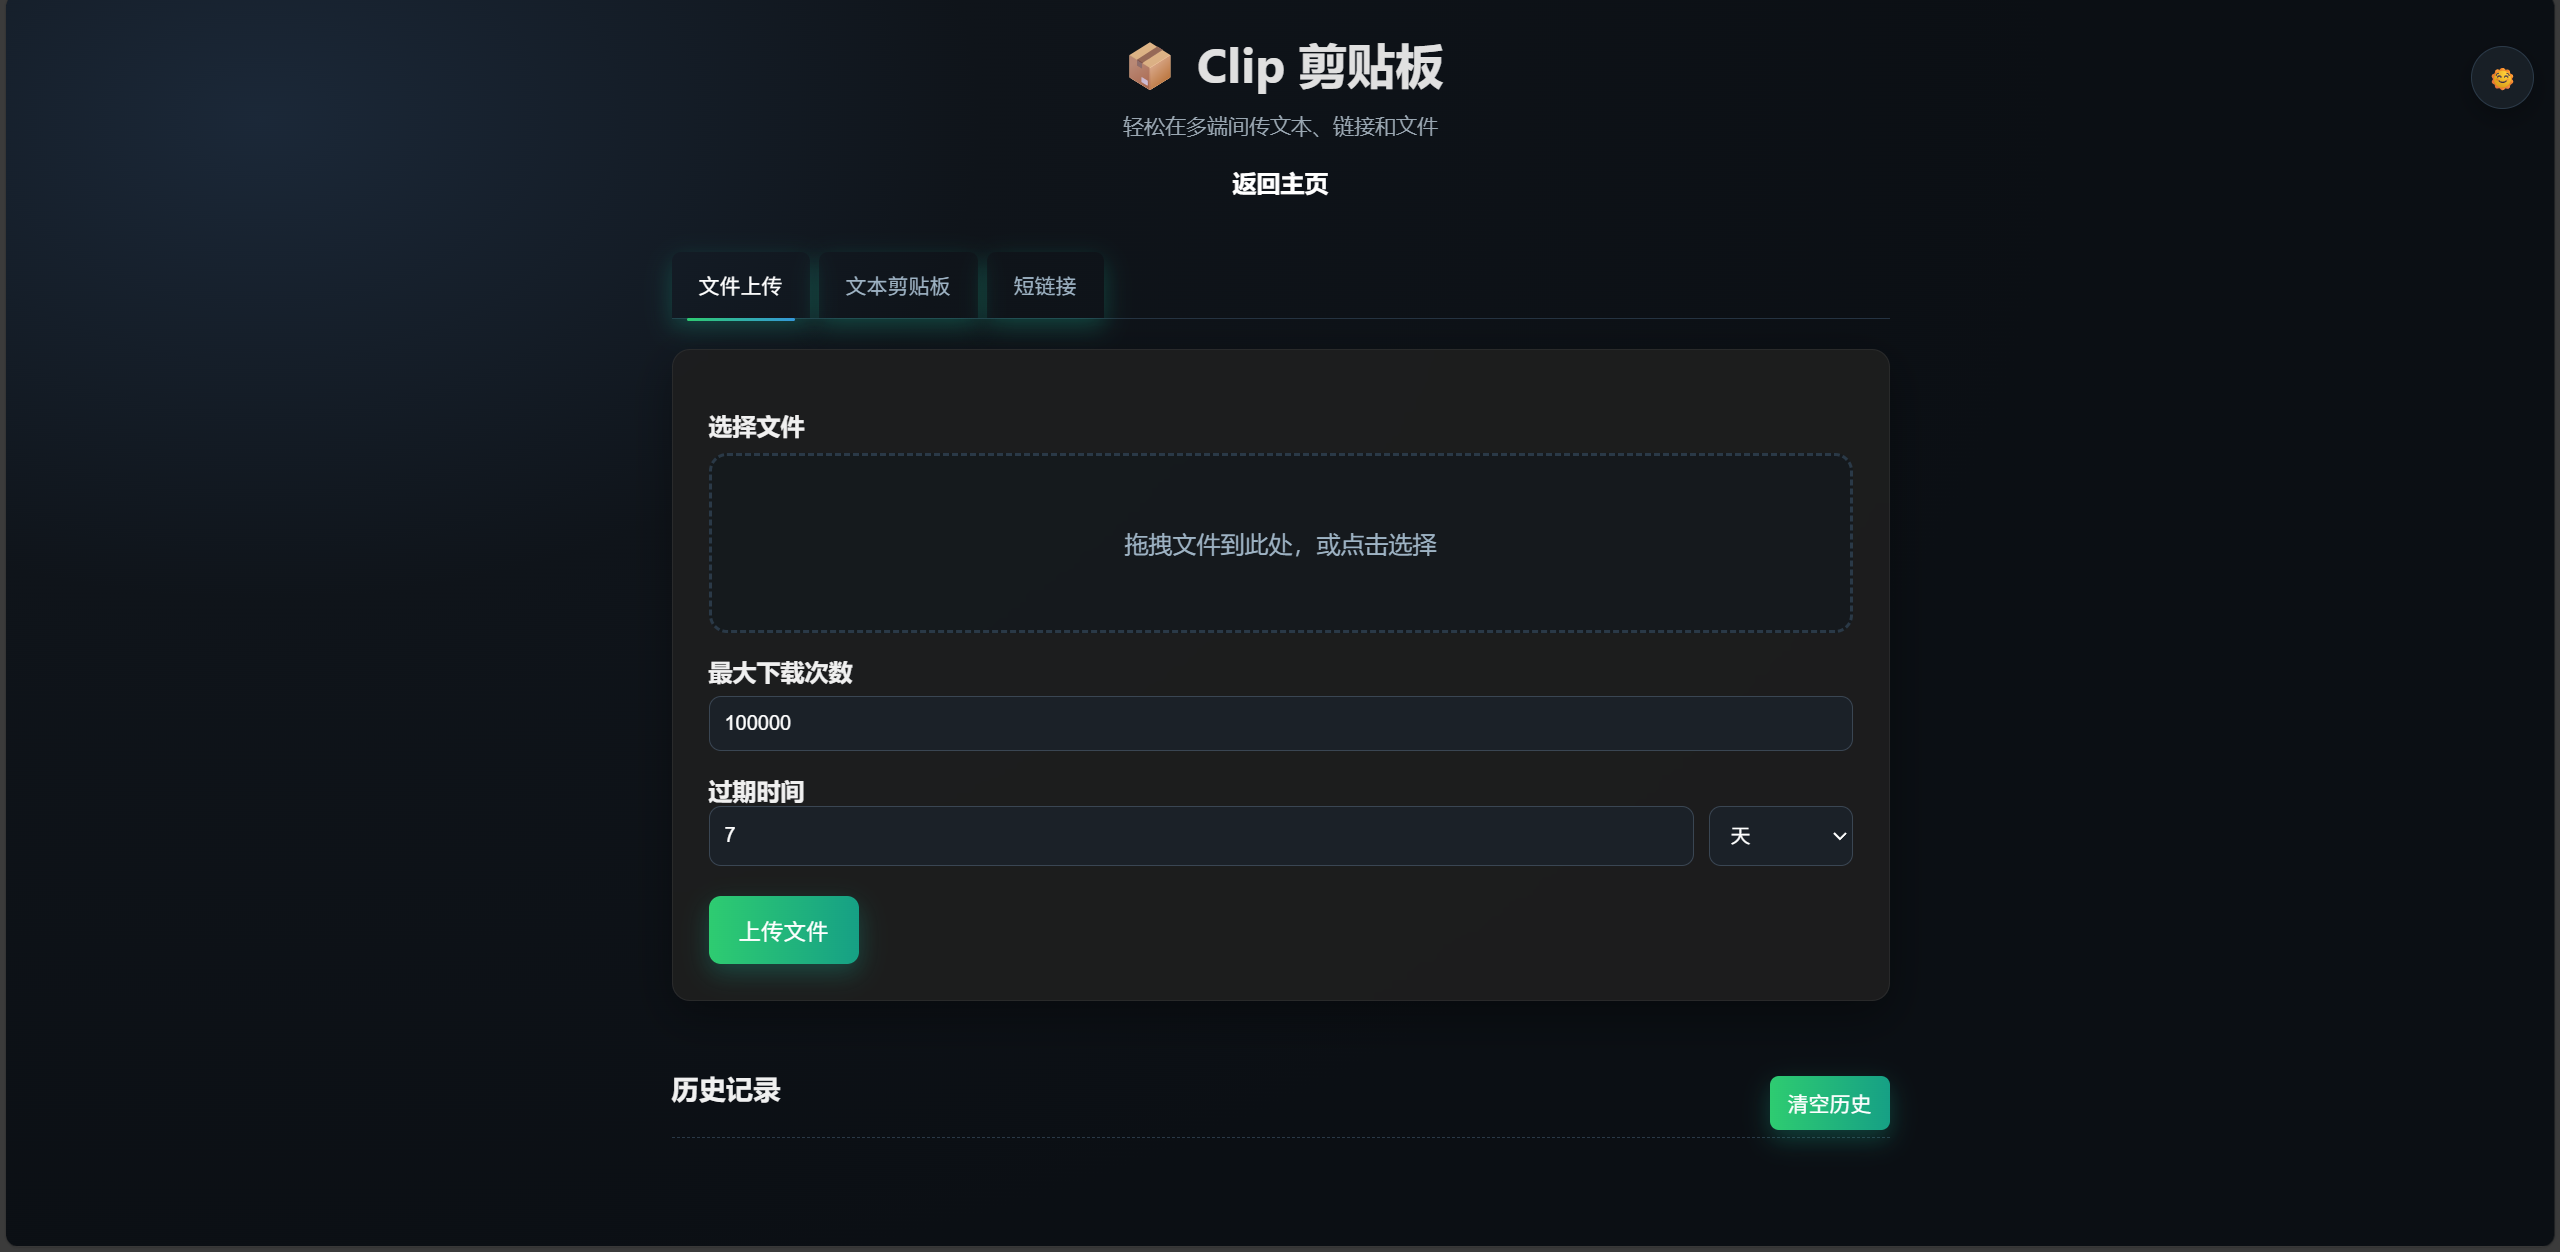 Clip 剪贴板
轻松在多端间传文本、链接和文件
返回主页
文件上传
文本剪贴板
短链接
选择文件
拖拽文件到此处，或点击选择
最大下载次数
100000
过期时间
7
天
上传文件
历史记录
清空历史